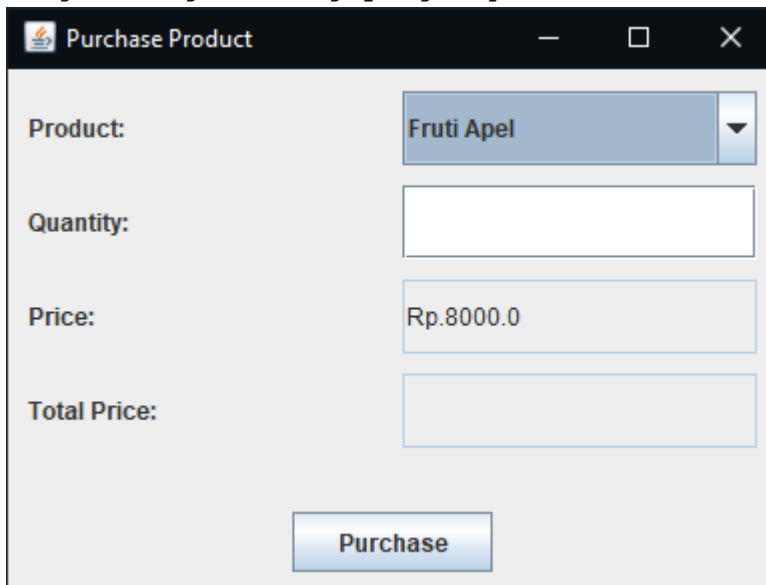 Purchase Product
Product: Fruti Apel
Quantity:
Price: Rp.8000.0
Total Price:
Purchase